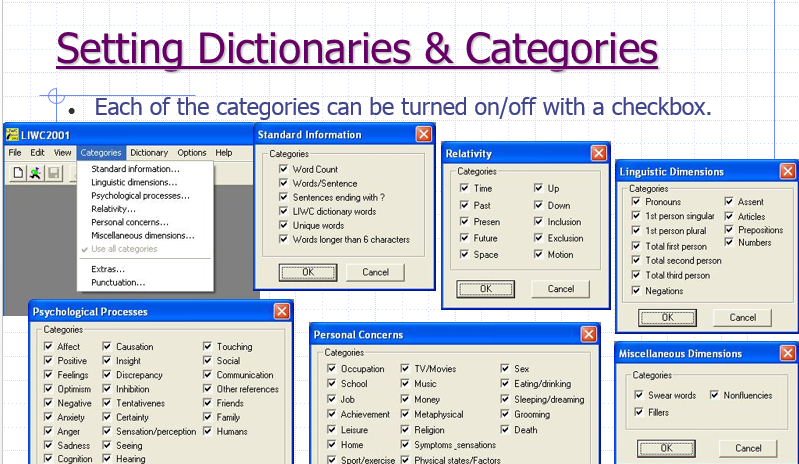 Setting Dictionaries & Categories
• Each of the categories can be turned on/off with a checkbox.
LIWC2001
File Edit View Categories Dictionary Options Help
Standard information...
Linguistic dimensions...
Psychological processes...
Relativity...
Personal concerns...
Miscellaneous dimensions...
Use all categories
Extras...
Punctuation...
Standard Information
Categories
Word Count
Words/Sentence
Sentences ending with ?
LIWC dictionary words
Unique words
Words longer than 6 characters
OK Cancel
Relativity
Categories
Time Up
Past Down
Presen Inclusion
Future Exclusion
Space Motion
OK Cancel
Linguistic Dimensions
Categories
Pronouns Assent
1st person singular Articles
1st person plural Prepositions
Total first person Numbers
Total second person
Total third person
Negations
OK Cancel
Psychological Processes
Categories
Affect Causation Touching
Positive Insight Social
Feelings Discrepancy Communication
Optimism Inhibition Other references
Negative Tentativenes Friends
Anxiety Certainty Family
Anger Sensation/perception Humans
Sadness Seeing
Cognition Hearing
Personal Concerns
Categories
Occupation TV/Movies Sex
School Music Eating/drinking
Job Money Sleeping/dreaming
Achievement Metaphysical Grooming
Leisure Religion Death
Home Symptoms ,sensations
Sport/exercise Physical states/Factors
Miscellaneous Dimensions
Categories
Swear words Nonfluencies
Fillers
OK Cancel